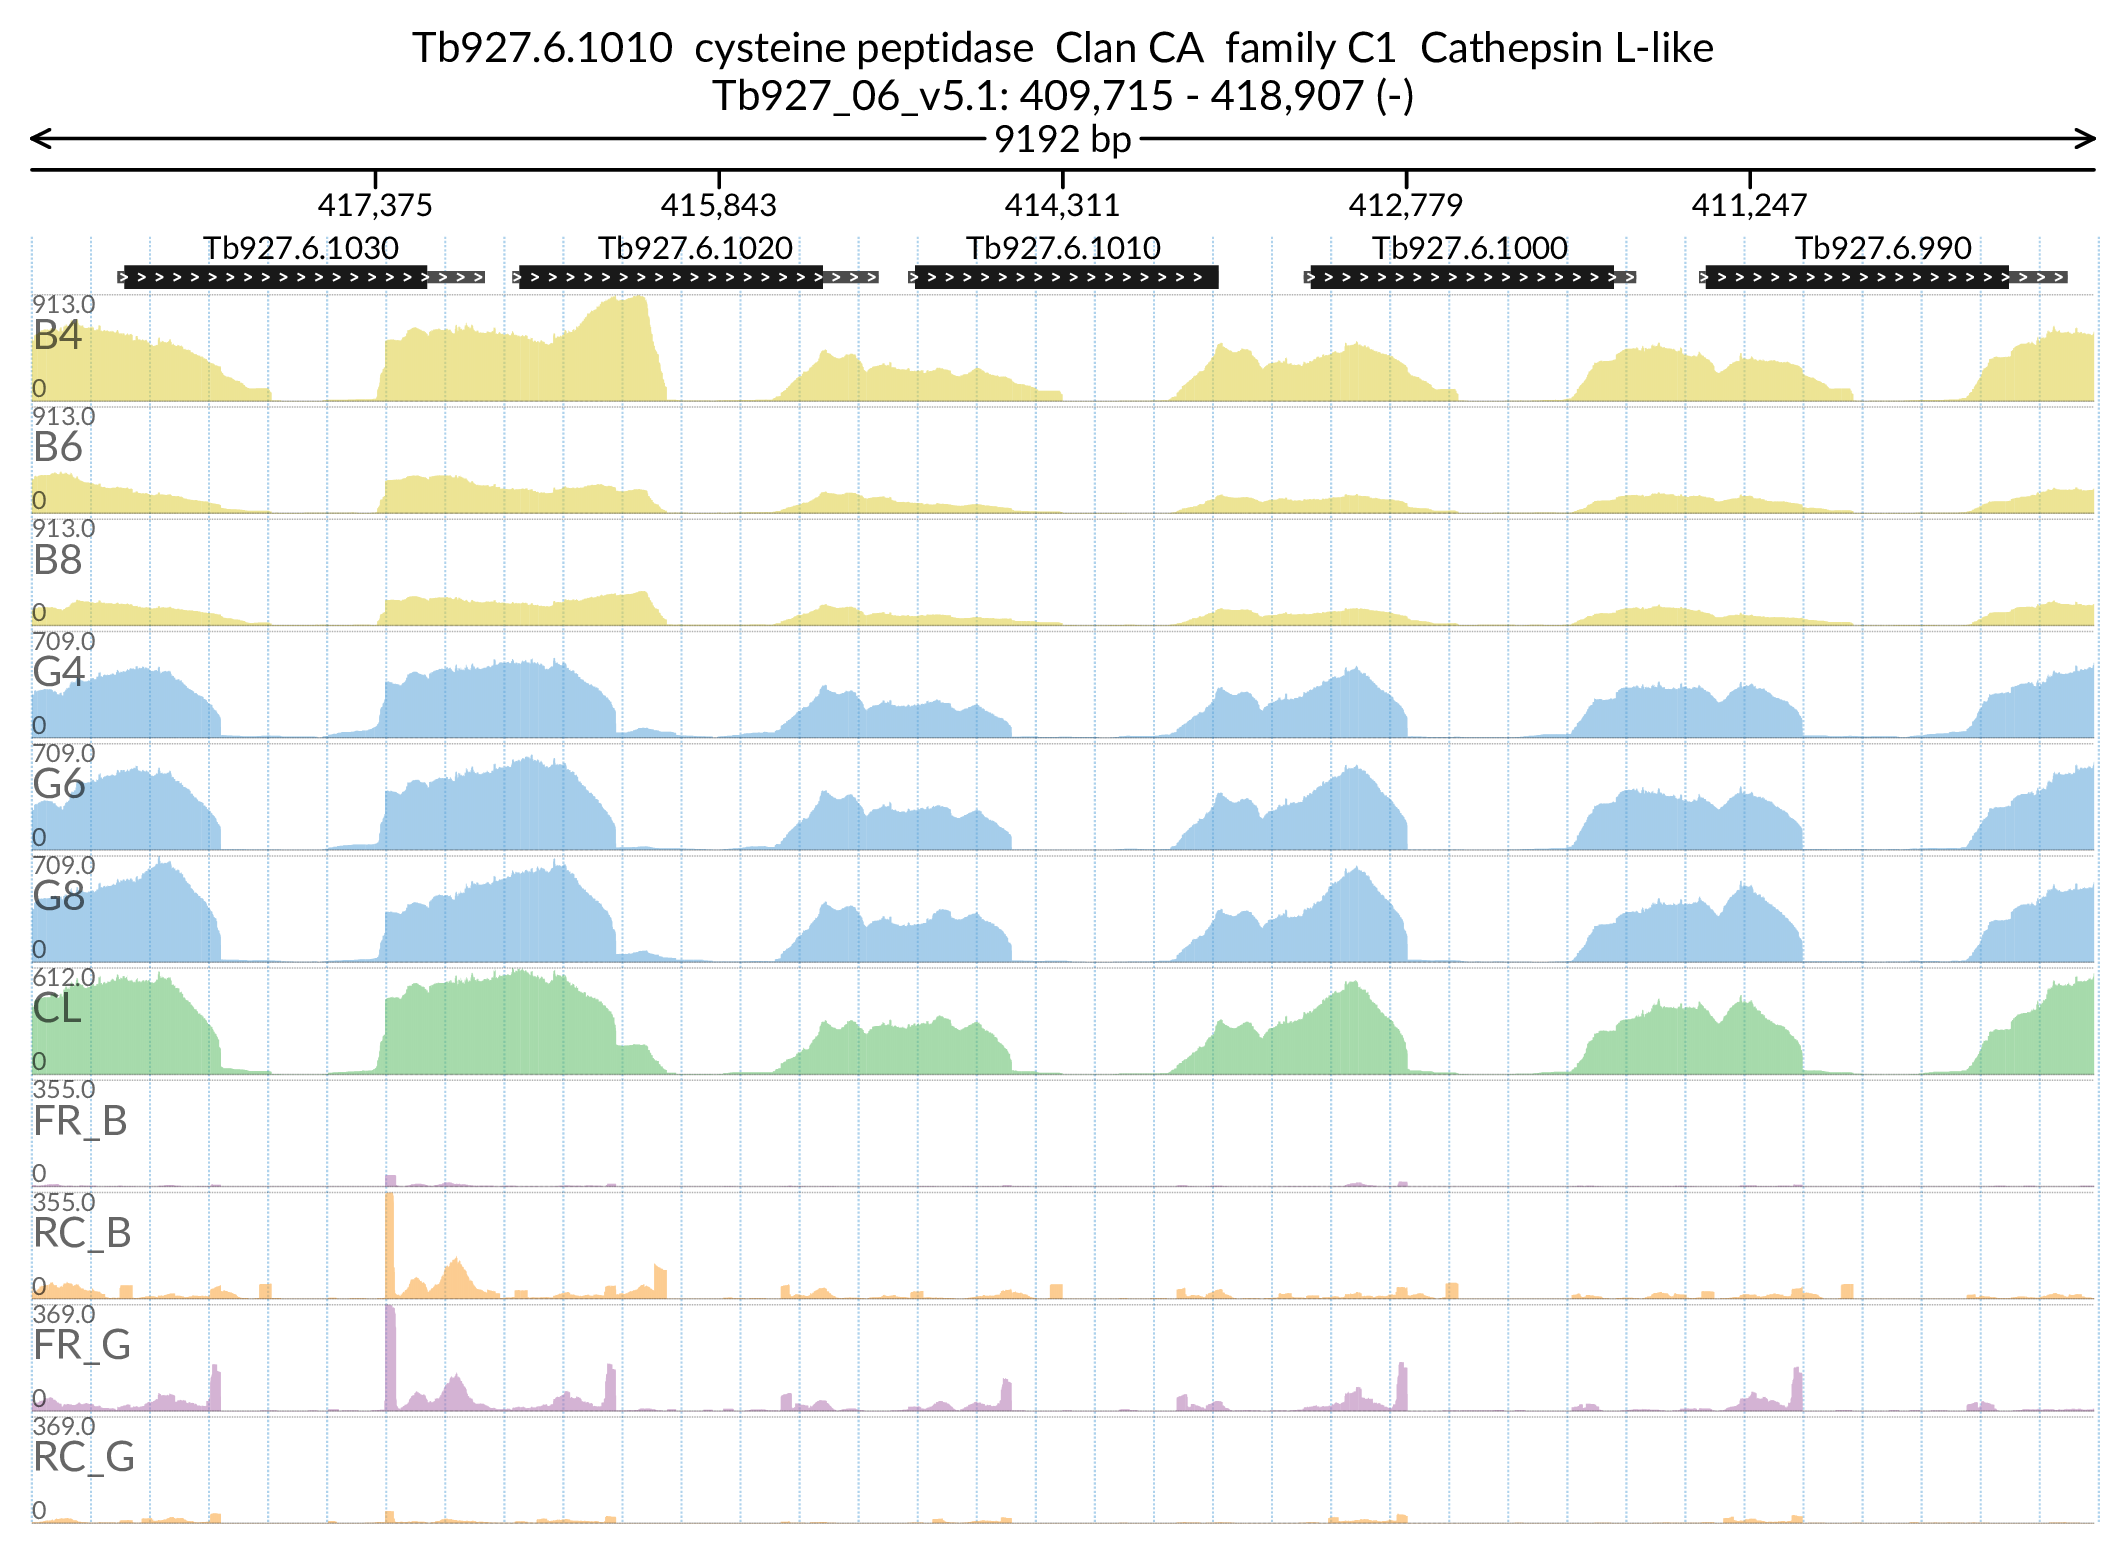 Tb927.6.1010 cysteine peptidase Clan CA family C1 Cathepsin L-like
Tb927_06_v5.1: 409,715 - 418,907 (-)
9192 bp
417,375 415,843 414,311 412,779 411,247
Tb927.6.1030 Tb927.6.1020 Tb927.6.1010 Tb927.6.1000 Tb927.6.990
913.0
B4
0
913.0
B6
0
913.0
B8
0
709.0
G4
0
709.0
G6
0
709.0
G8
0
612.0
CL
0
355.0
FR_B
0
355.0
RC_B
0
369.0
FR_G
0
369.0
RC_G
0